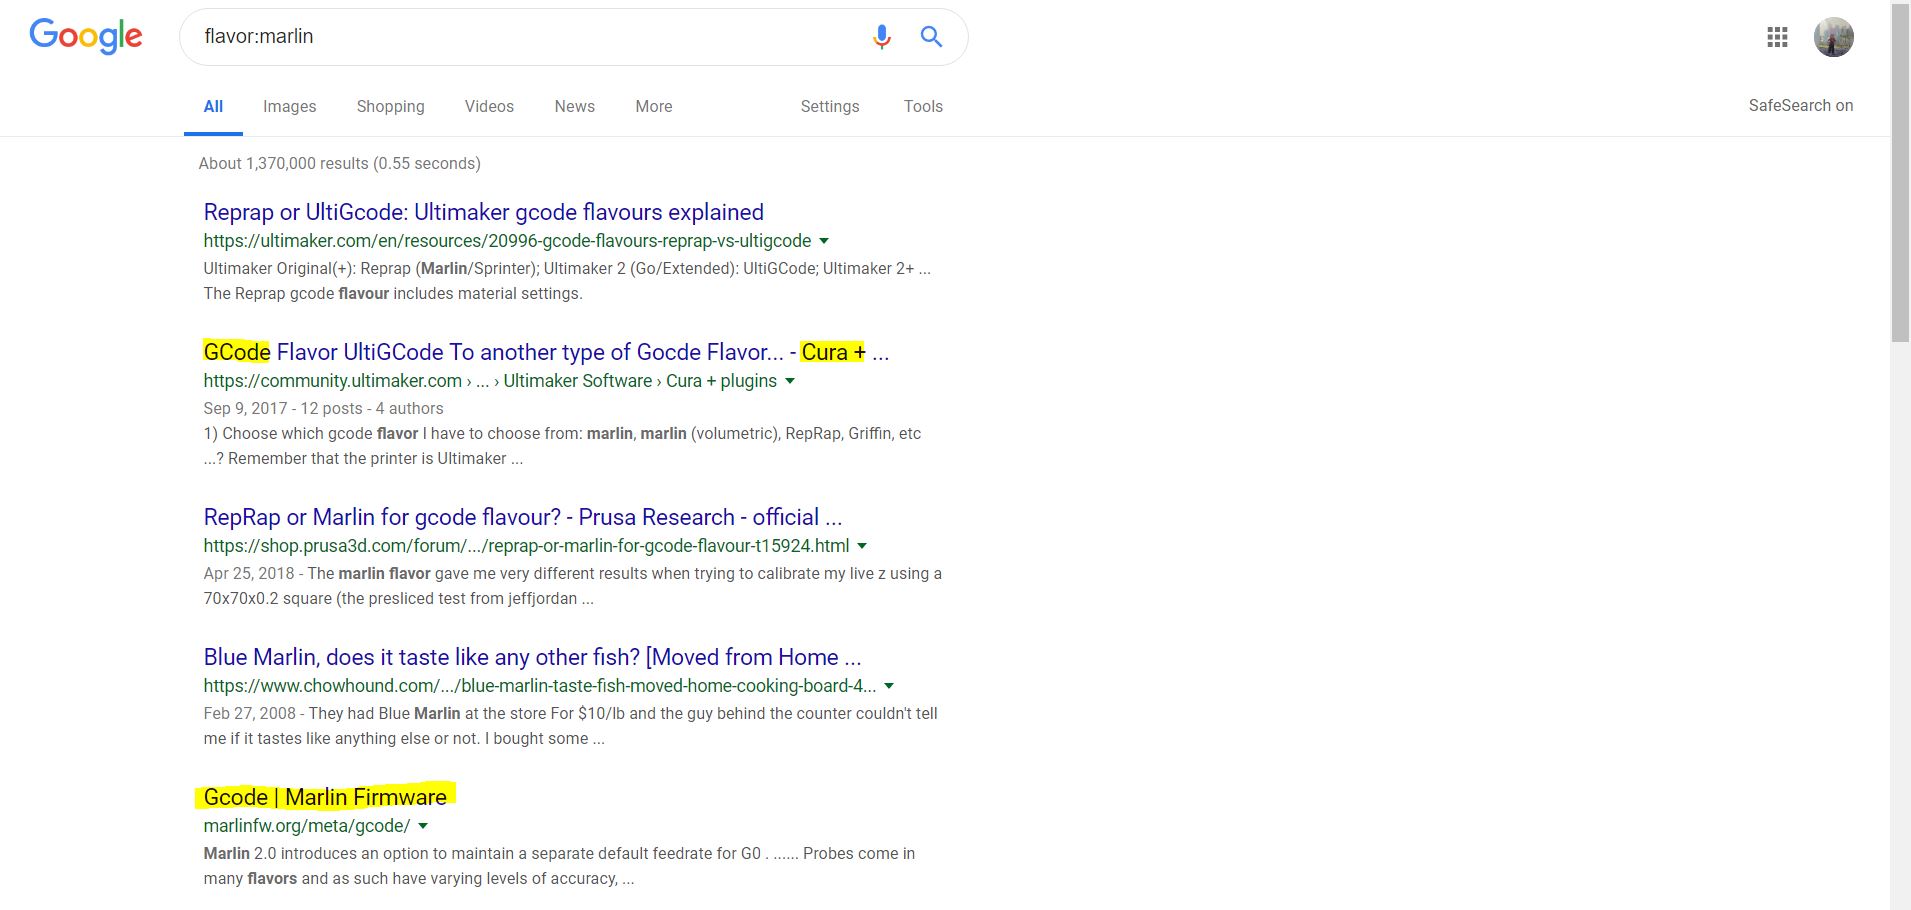 Google
flavor:marlin
All Images Shopping Videos News More Settings Tools
SafeSearch on
About 1,370,000 results (0.55 seconds)
Reprap or UltiGcode: Ultimaker gcode flavours explained
https://ultimaker.com/en/resources/20996-gcode-flavours-reprap-vs-ultigcode
Ultimaker Original(+): Reprap (Marlin/Sprinter); Ultimaker 2 (Go/Extended): UltiGCode; Ultimaker 2+ ...
The Reprap gcode flavour includes material settings.
GCode Flavor UltiGCode To another type of Gocde Flavor... - Cura + ...
https://community.ultimaker.com › ... › Ultimaker Software › Cura + plugins
Sep 9, 2017 - 12 posts - 4 authors
1) Choose which gcode flavor I have to choose from: marlin, marlin (volumetric), RepRap, Griffin, etc
...? Remember that the printer is Ultimaker ...
RepRap or Marlin for gcode flavour? - Prusa Research - official ...
https://shop.prusa3d.com/forum/.../reprap-or-marlin-for-gcode-flavour-t15924.html
Apr 25, 2018 - The marlin flavor gave me very different results when trying to calibrate my live z using a
70x70x0.2 square (the presliced test from jeffjordan ...
Blue Marlin, does it taste like any other fish? [Moved from Home ...
https://www.chowhound.com/.../blue-marlin-taste-fish-moved-home-cooking-board-4...
Feb 27, 2008 - They had Blue Marlin at the store For $10/lb and the guy behind the counter couldn't tell
me if it tastes like anything else or not. I bought some ...
Gcode | Marlin Firmware
marlinfw.org/meta/gcode/
Marlin 2.0 introduces an option to maintain a separate default feedrate for G0 . ...... Probes come in
many flavors and as such have varying levels of accuracy, ...